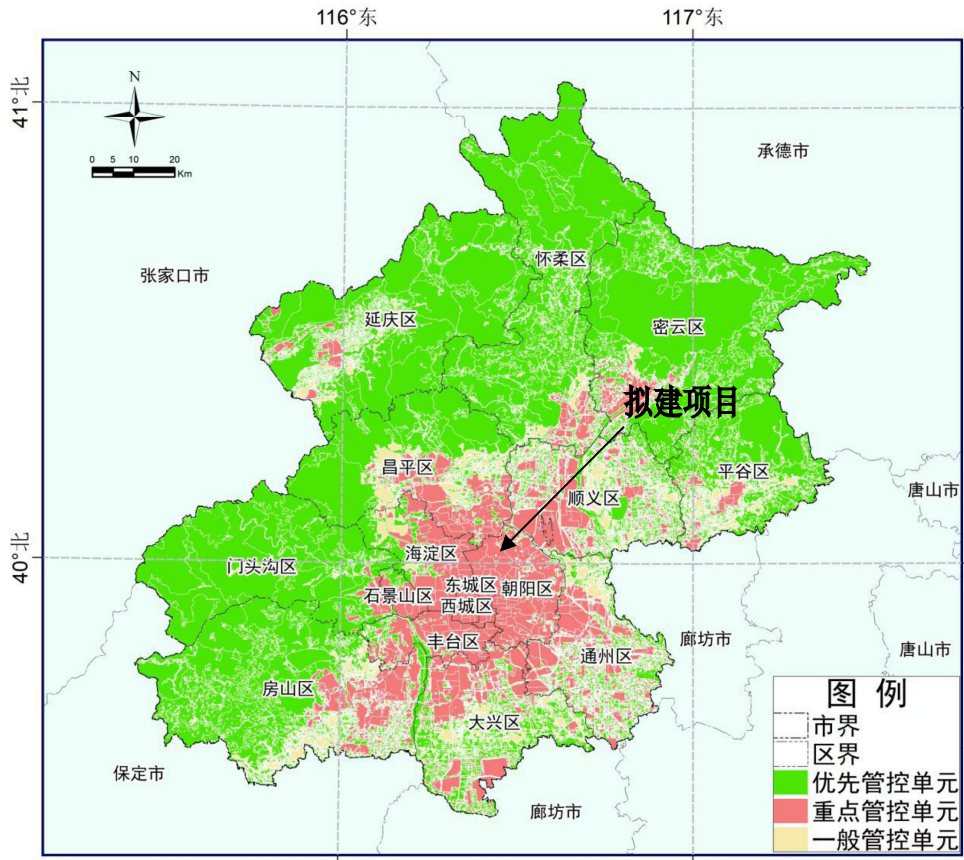 116°东
117°东
41°北
40°北
N
0 5 10 20
Km
承德市
张家口市
怀柔区
延庆区
密云区
拟建项目
昌平区
平谷区
顺义区
唐山市
海淀区
门头沟区
东城区
朝阳区
石景山区
西城区
丰台区
通州区
廊坊市
唐山市
房山区
大兴区
保定市
廊坊市
图 例
市界
区界
优先管控单元
重点管控单元
一般管控单元